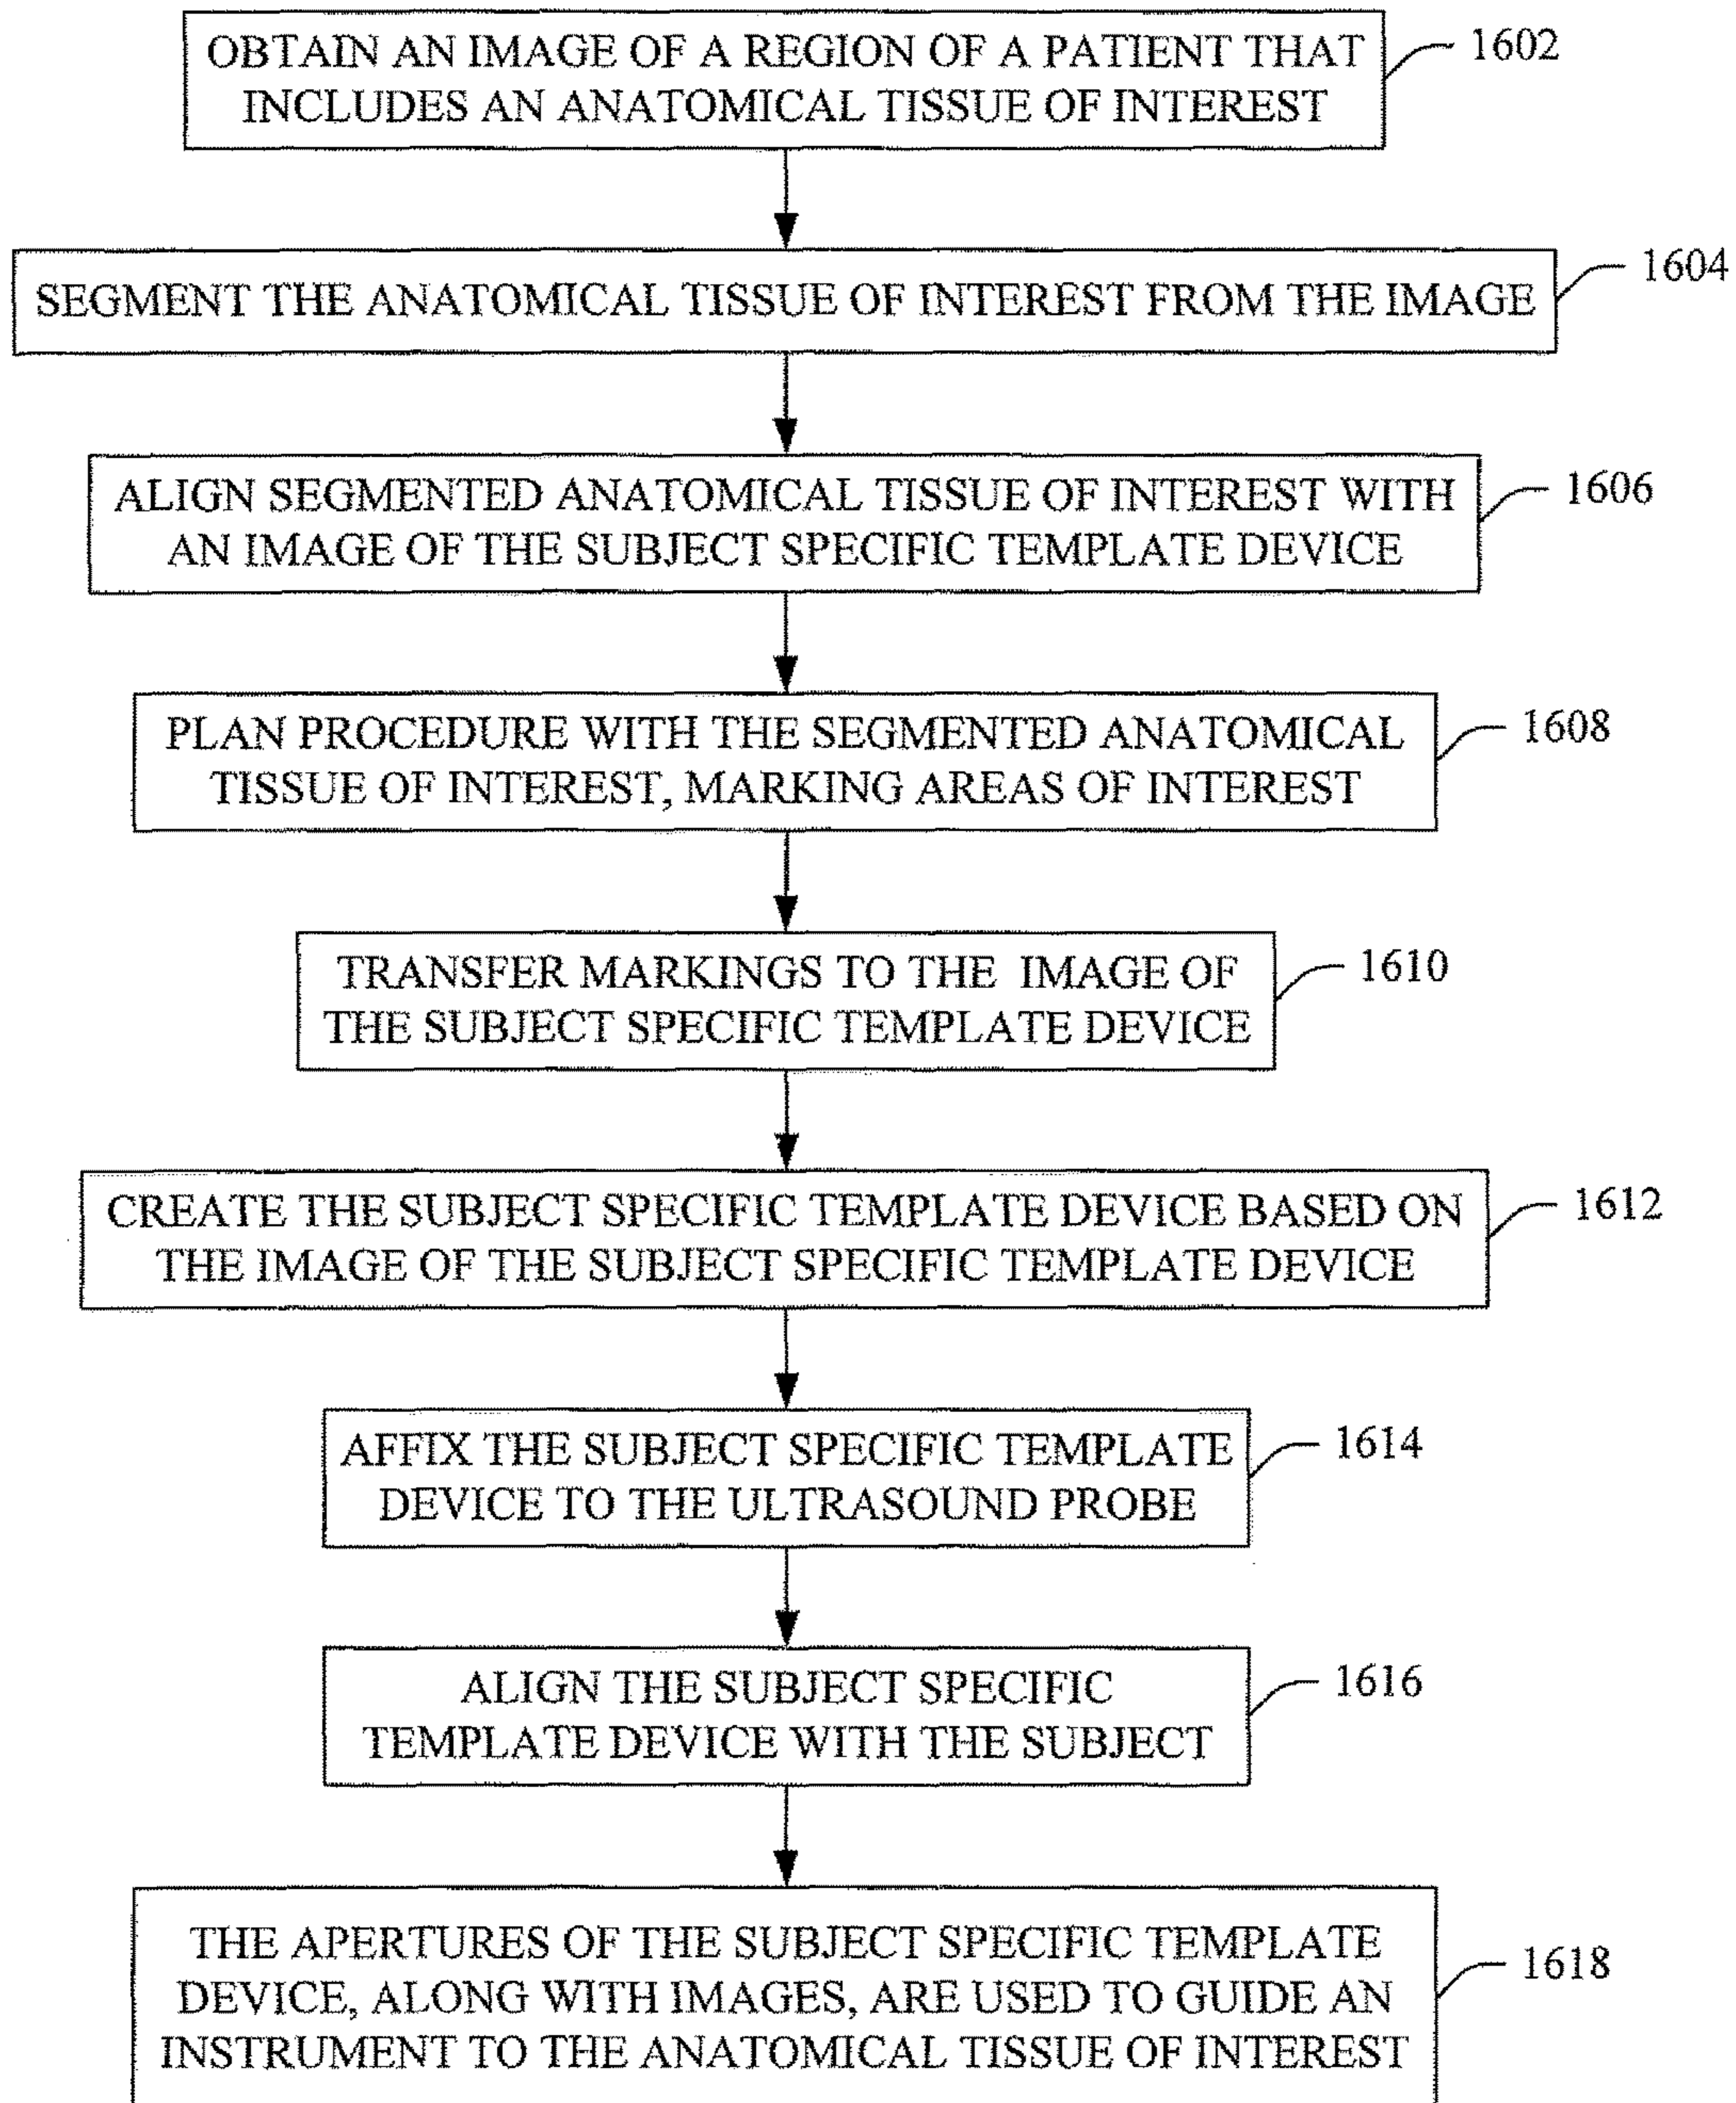 OBTAIN AN IMAGE OF A REGION OF A PATIENT THAT
INCLUDES AN ANATOMICAL TISSUE OF INTEREST
1602
SEGMENT THE ANATOMICAL TISSUE OF INTEREST FROM THE IMAGE
1604
ALIGN SEGMENTED ANATOMICAL TISSUE OF INTEREST WITH
AN IMAGE OF THE SUBJECT SPECIFIC TEMPLATE DEVICE
1606
PLAN PROCEDURE WITH THE SEGMENTED ANATOMICAL
TISSUE OF INTEREST, MARKING AREAS OF INTEREST
1608
TRANSFER MARKINGS TO THE IMAGE OF
THE SUBJECT SPECIFIC TEMPLATE DEVICE
1610
CREATE THE SUBJECT SPECIFIC TEMPLATE DEVICE BASED ON
THE IMAGE OF THE SUBJECT SPECIFIC TEMPLATE DEVICE
1612
AFFIX THE SUBJECT SPECIFIC TEMPLATE
DEVICE TO THE ULTRASOUND PROBE
1614
ALIGN THE SUBJECT SPECIFIC
TEMPLATE DEVICE WITH THE SUBJECT
1616
THE APERTURES OF THE SUBJECT SPECIFIC TEMPLATE
DEVICE, ALONG WITH IMAGES, ARE USED TO GUIDE AN
INSTRUMENT TO THE ANATOMICAL TISSUE OF INTEREST
1618